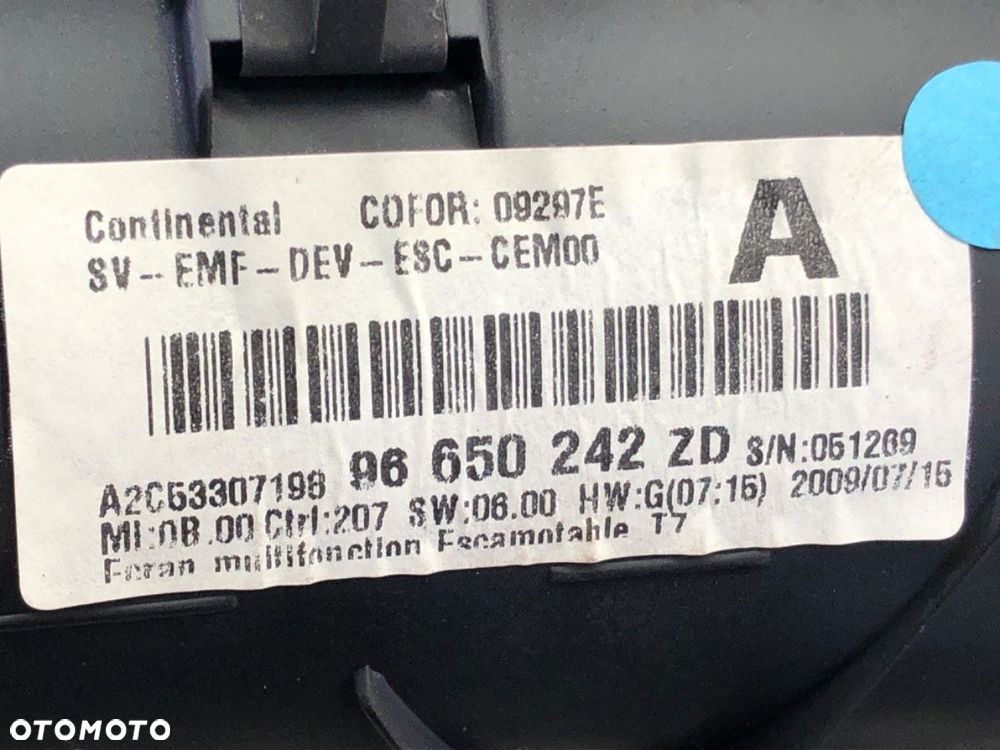 Continental COFOR: 09297E
SV-EMF-DEV-ESC-CEM00
A
A2C53307198 96 650 242 ZD S/N:051269
MI:0B.00 Ctrl:207 SW:06.00 HW:G(07:15) 2009/07/15
Ecran multifonction Escamotable T7
OTOMOTO